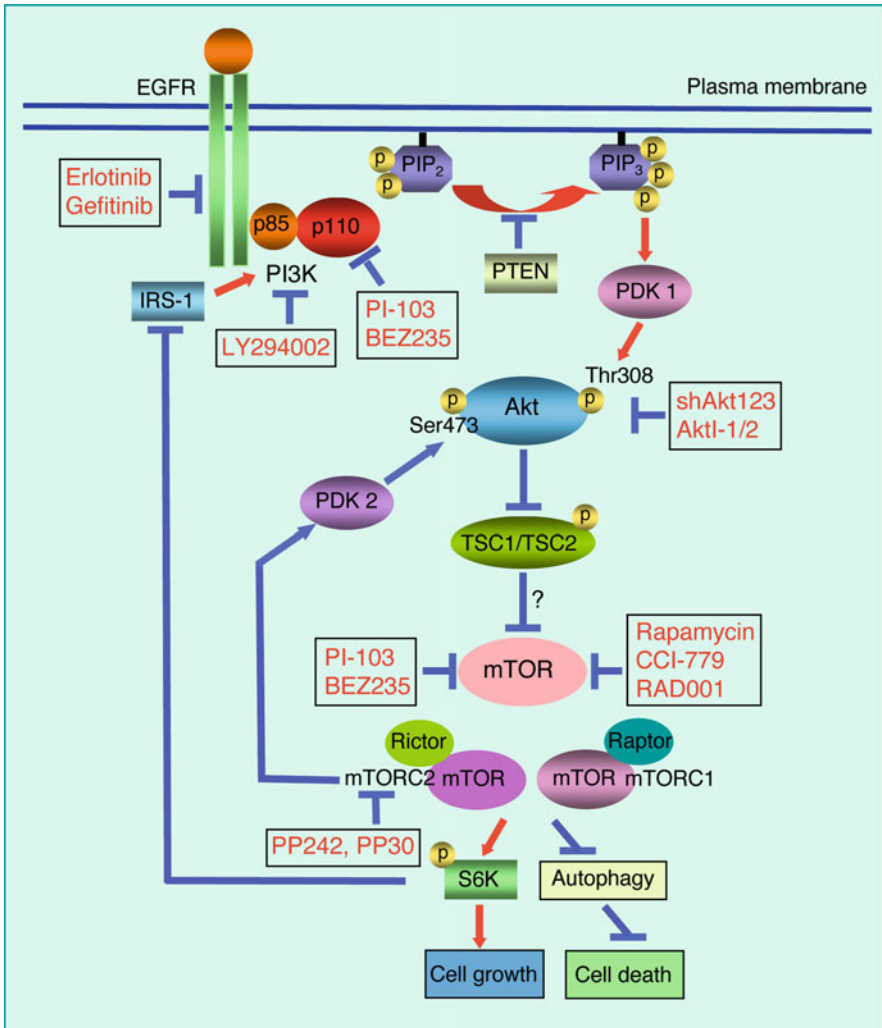 EGFR
Plasma membrane
p
p
PIP2
PIP3
p
p
p
Erlotinib
Gefitinib
p85
p110
PTEN
PI3K
IRS-1
PDK 1
PI-103
BEZ235
LY294002
Thr308
p
Akt
p
Ser473
shAkt123
AktI-1/2
PDK 2
p
TSC1/TSC2
?
PI-103
BEZ235
mTOR
Rapamycin
CCI-779
RAD001
Rictor
Raptor
mTORC2
mTOR
mTOR
mTORC1
PP242, PP30
p
S6K
Autophagy
Cell growth
Cell death